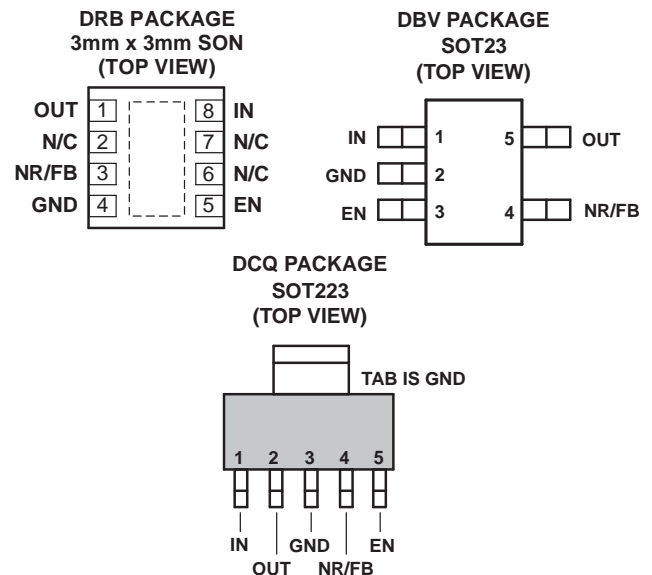 DRB PACKAGE
3mm x 3mm SON
(TOP VIEW)
OUT 1 8 IN
N/C 2 7 N/C
NR/FB 3 6 N/C
GND 4 5 EN
DBV PACKAGE
SOT23
(TOP VIEW)
IN 1 5 OUT
GND 2
EN 3 4 NR/FB
DCQ PACKAGE
SOT223
(TOP VIEW)
TAB IS GND
1 2 3 4 5
IN GND EN
OUT NR/FB